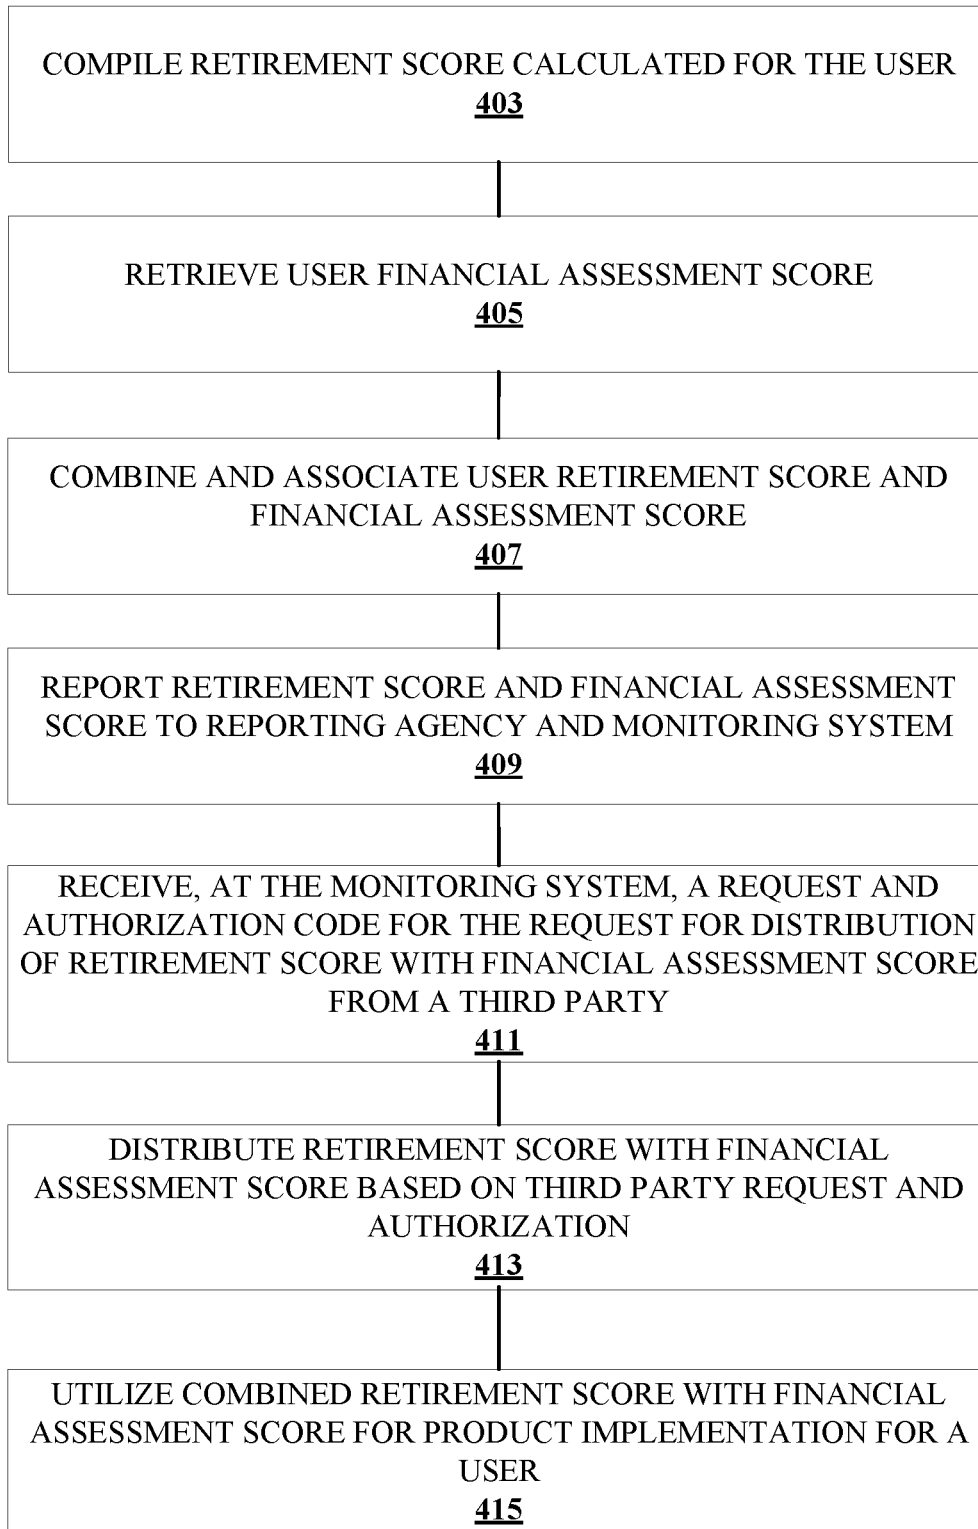 COMPILE RETIREMENT SCORE CALCULATED FOR THE USER
403
RETRIEVE USER FINANCIAL ASSESSMENT SCORE
405
COMBINE AND ASSOCIATE USER RETIREMENT SCORE AND
FINANCIAL ASSESSMENT SCORE
407
REPORT RETIREMENT SCORE AND FINANCIAL ASSESSMENT
SCORE TO REPORTING AGENCY AND MONITORING SYSTEM
409
RECEIVE, AT THE MONITORING SYSTEM, A REQUEST AND
AUTHORIZATION CODE FOR THE REQUEST FOR DISTRIBUTION
OF RETIREMENT SCORE WITH FINANCIAL ASSESSMENT SCORE
FROM A THIRD PARTY
411
DISTRIBUTE RETIREMENT SCORE WITH FINANCIAL
ASSESSMENT SCORE BASED ON THIRD PARTY REQUEST AND
AUTHORIZATION
413
UTILIZE COMBINED RETIREMENT SCORE WITH FINANCIAL
ASSESSMENT SCORE FOR PRODUCT IMPLEMENTATION FOR A
USER
415